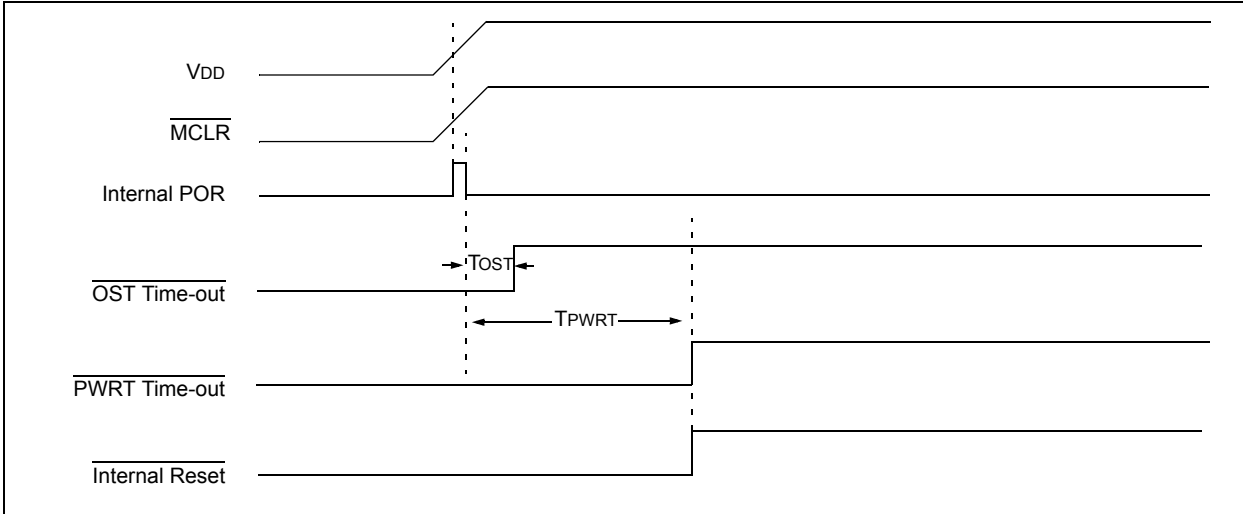 VDD
MCLR
Internal POR
TOST
OST Time-out
TPWRT
PWRT Time-out
Internal Reset